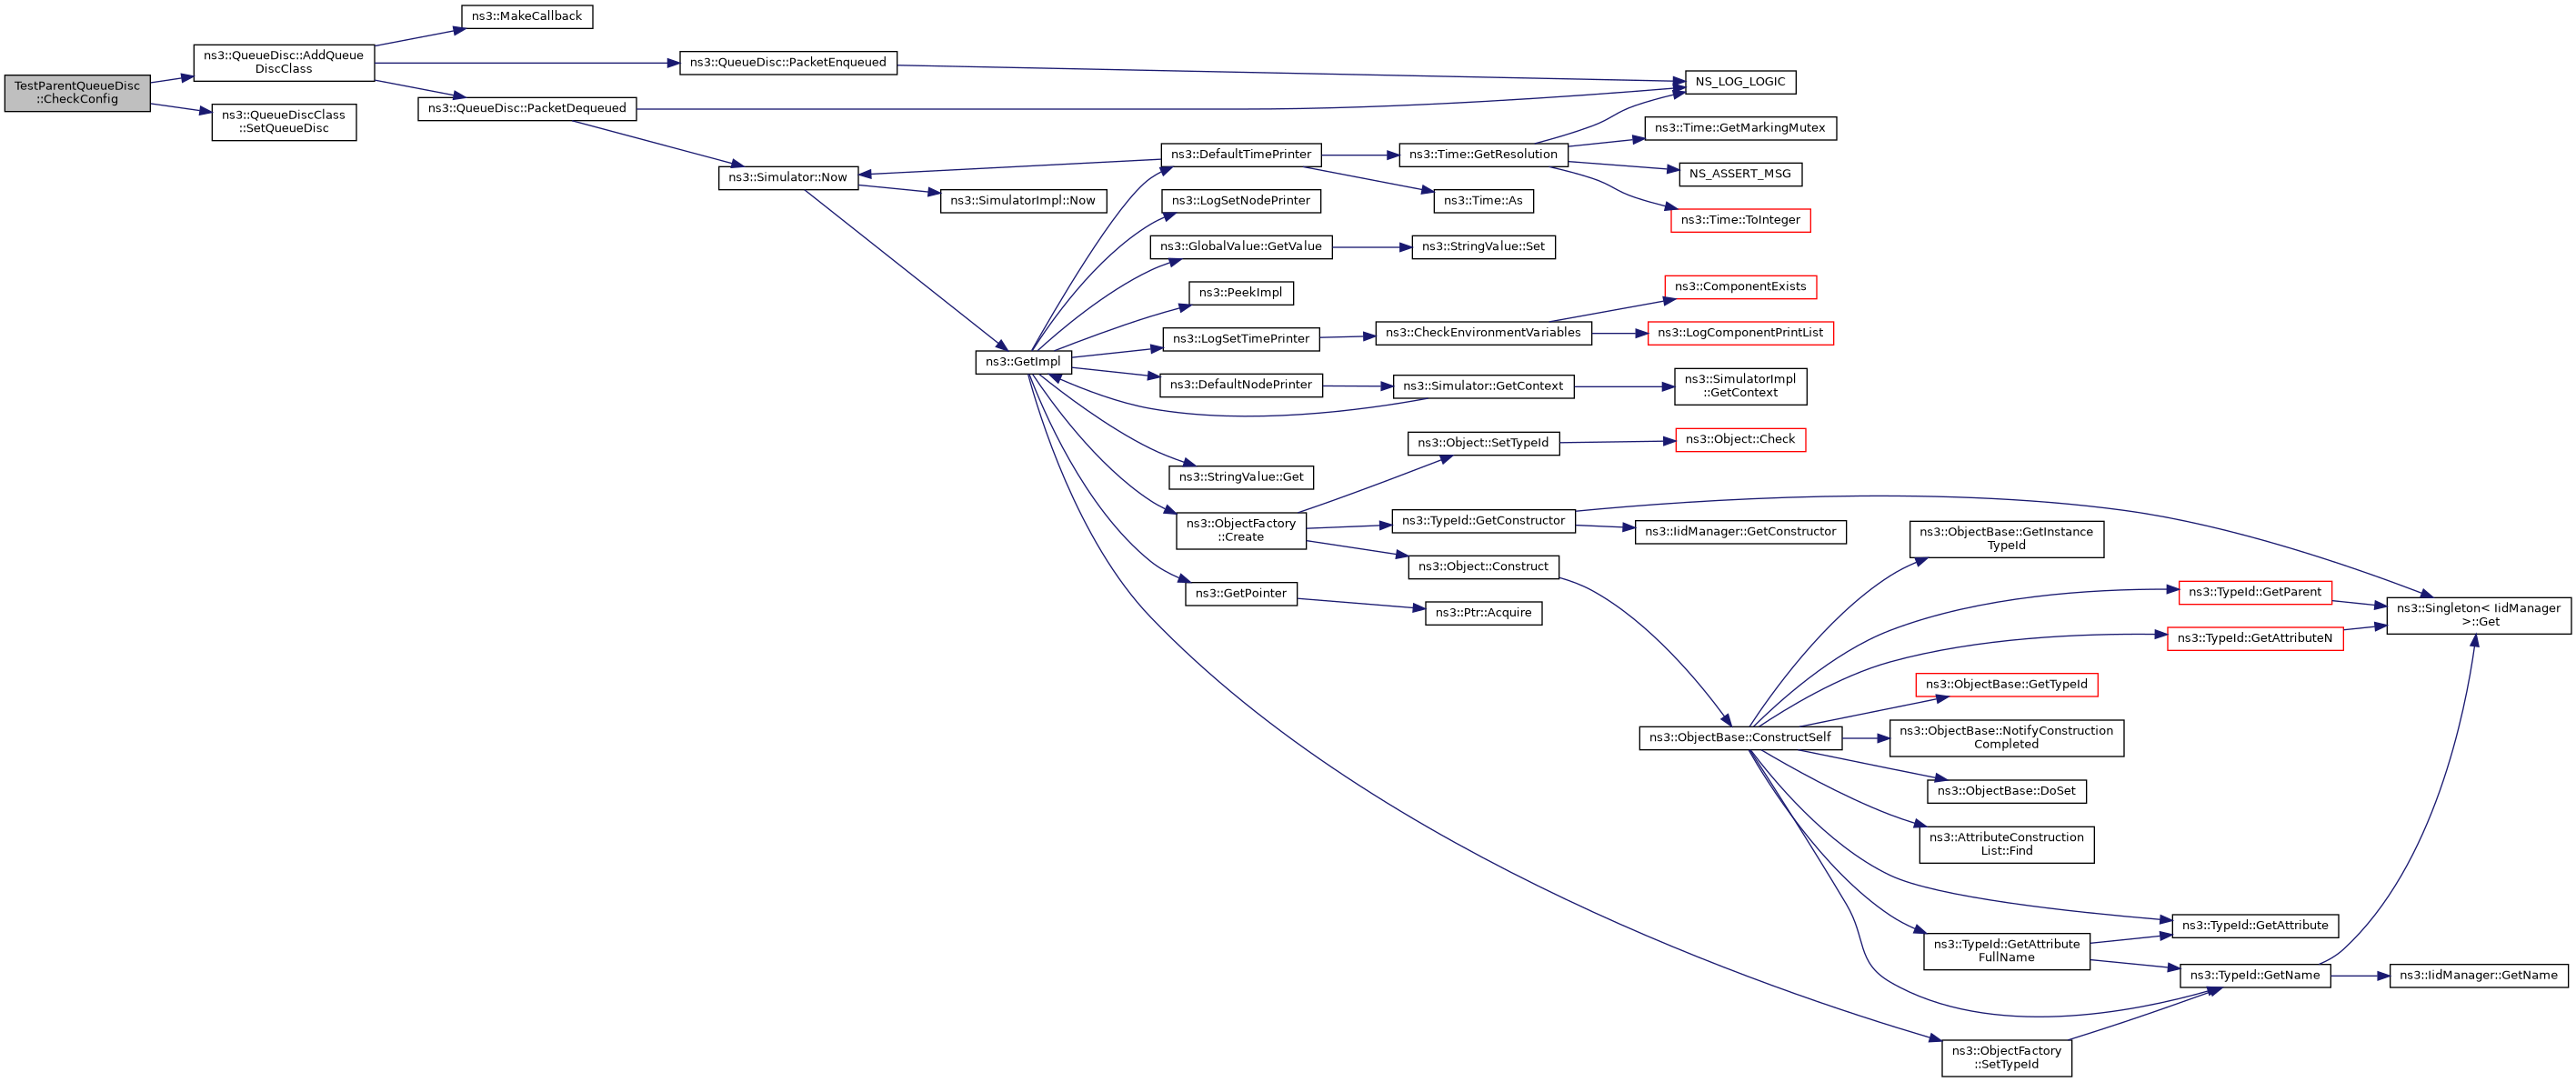 ns3::MakeCallback
ns3::QueueDisc::AddQueue
DiscClass
ns3::QueueDisc::PacketEnqueued
TestParentQueueDisc
::CheckConfig
NS_LOG_LOGIC
ns3::QueueDisc::PacketDequeued
ns3::QueueDiscClass
::SetQueueDisc
ns3::Time::GetMarkingMutex
ns3::DefaultTimePrinter
ns3::Time::GetResolution
ns3::Simulator::Now
NS_ASSERT_MSG
ns3::SimulatorImpl::Now
ns3::LogSetNodePrinter
ns3::Time::As
ns3::Time::ToInteger
ns3::GlobalValue::GetValue
ns3::StringValue::Set
ns3::PeekImpl
ns3::ComponentExists
ns3::LogSetTimePrinter
ns3::CheckEnvironmentVariables
ns3::LogComponentPrintList
ns3::GetImpl
ns3::DefaultNodePrinter
ns3::Simulator::GetContext
ns3::SimulatorImpl
::GetContext
ns3::Object::SetTypeId
ns3::Object::Check
ns3::StringValue::Get
ns3::ObjectFactory
::Create
ns3::TypeId::GetConstructor
ns3::IidManager::GetConstructor
ns3::ObjectBase::GetInstance
TypeId
ns3::Object::Construct
ns3::GetPointer
ns3::Ptr::Acquire
ns3::TypeId::GetParent
ns3::Singleton< IidManager
>::Get
ns3::TypeId::GetAttributeN
ns3::ObjectBase::GetTypeId
ns3::ObjectBase::ConstructSelf
ns3::ObjectBase::NotifyConstruction
Completed
ns3::ObjectBase::DoSet
ns3::AttributeConstruction
List::Find
ns3::TypeId::GetAttribute
ns3::TypeId::GetAttribute
FullName
ns3::TypeId::GetName
ns3::IidManager::GetName
ns3::ObjectFactory
::SetTypeId